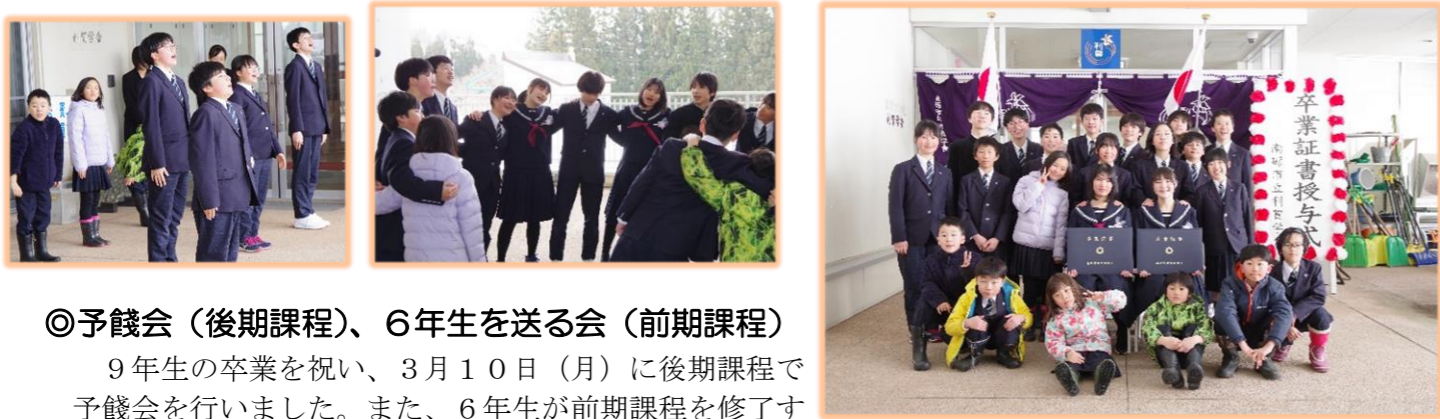 卒業証書授与式
◎予餞会（後期課程）、６年生を送る会（前期課程）
９年生の卒業を祝い、３月１０日（月）に後期課程で
予餞会を行いました。また、６年生が前期課程を修了す